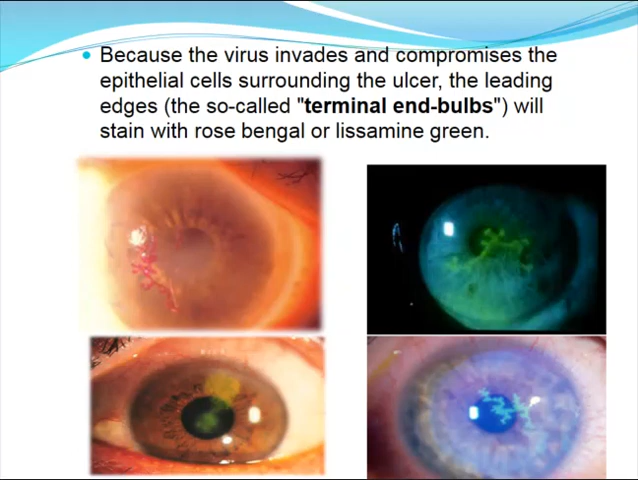 Because the virus invades and compromises the
epithelial cells surrounding the ulcer, the leading
edges (the so-called "terminal end-bulbs") will
stain with rose bengal or lissamine green.